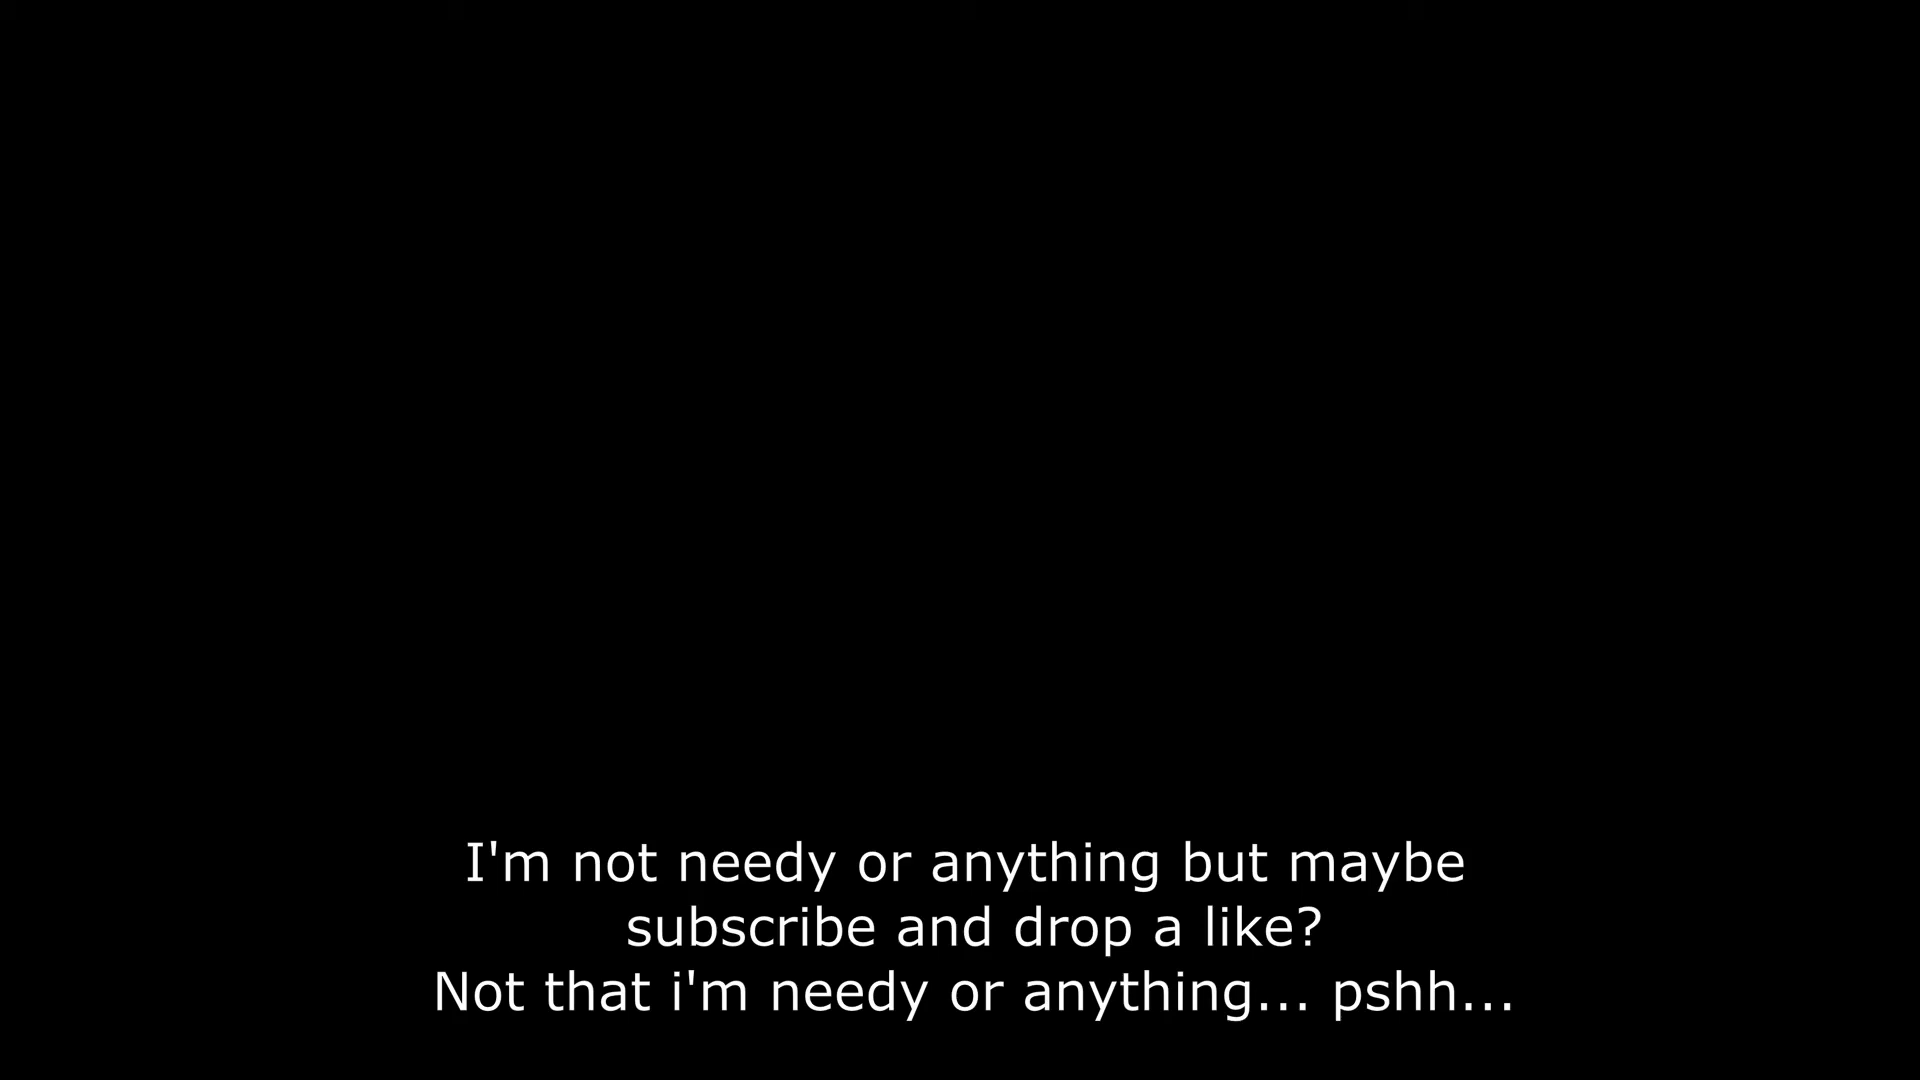 I'm not needy or anything but maybe
subscribe and drop a like?
Not that i'm needy or anything... pshh...